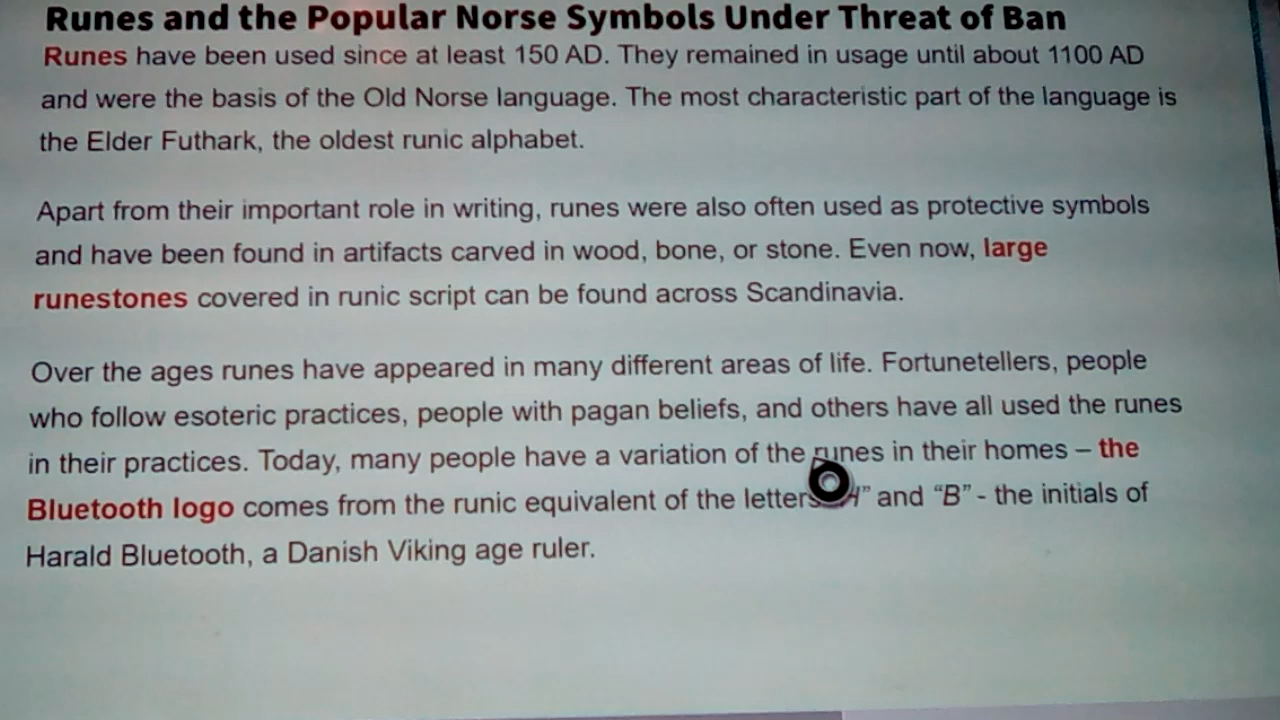 Runes and the Popular Norse Symbols Under Threat of Ban
Runes have been used since at least 150 AD. They remained in usage until about 1100 AD
and were the basis of the Old Norse language. The most characteristic part of the language is
the Elder Futhark, the oldest runic alphabet.
Apart from their important role in writing, runes were also often used as protective symbols
and have been found in artifacts carved in wood, bone, or stone. Even now, large
runestones covered in runic script can be found across Scandinavia.
Over the ages runes have appeared in many different areas of life. Fortunetellers, people
who follow esoteric practices, people with pagan beliefs, and others have all used the runes
in their practices. Today, many people have a variation of the runes in their homes – the
Bluetooth logo comes from the runic equivalent of the letters and “B” - the initials of
Harald Bluetooth, a Danish Viking age ruler.